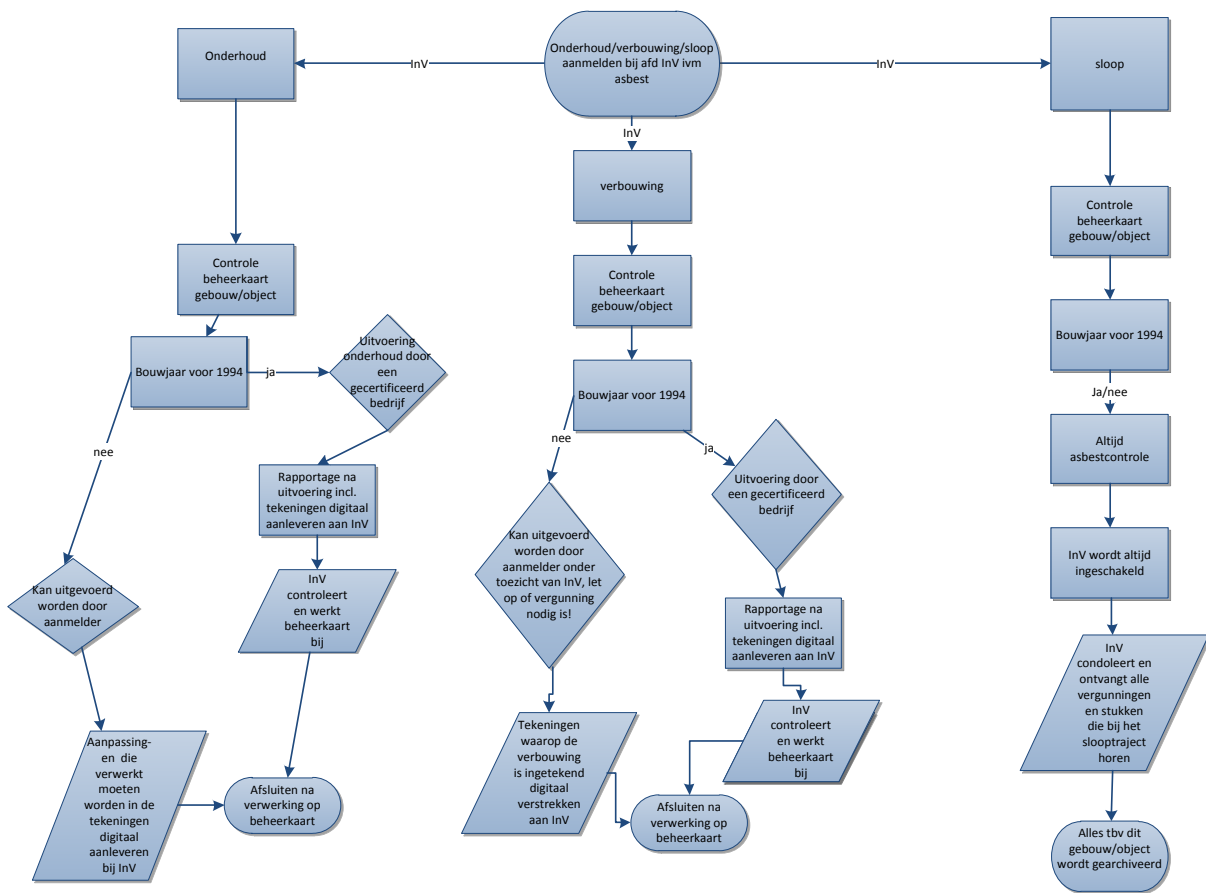 Onderhoud/verbouwing/sloop
aanmelden bij afd InV ivm
asbest
InV
InV
InV
Onderhoud
Controle
beheerkaart
gebouw/object
Bouwjaar voor 1994
ja
nee
Uitvoering
onderhoud door
een
gecertificeerd
bedrijf
Rapportage na
uitvoering incl.
tekeningen digitaal
aanleveren aan InV
InV
controleert
en werkt
beheerkaart
bij
Kan uitgevoerd
worden door
aanmelder
Aanpassing-
en die
verwerkt
moeten
worden in de
tekeningen
digitaal
aanleveren
bij InV
Afsluiten na
verwerking op
beheerkaart
verbouwing
Controle
beheerkaart
gebouw/object
Bouwjaar voor 1994
nee
ja
Kan uitgevoerd
worden door
aanmelder onder
toezicht van InV, let
op of vergunning
nodig is!
Uitvoering door
een gecertificeerd
bedrijf
Rapportage na
uitvoering incl.
tekeningen digitaal
aanleveren aan InV
InV
controleert
en werkt
beheerkaart
bij
Tekeningen
waarop de
verbouwing
is ingetekend
digitaal
verstrekken
aan InV
Afsluiten na
verwerking op
beheerkaart
sloop
Controle
beheerkaart
gebouw/object
Bouwjaar voor 1994
Ja/nee
Altijd
asbestcontrole
InV wordt altijd
ingeschakeld
InV
condoleert en
ontvangt alle
vergunningen
en stukken
die bij het
slooptraject
horen
Alles tbv dit
gebouw/object
wordt gearchiveerd